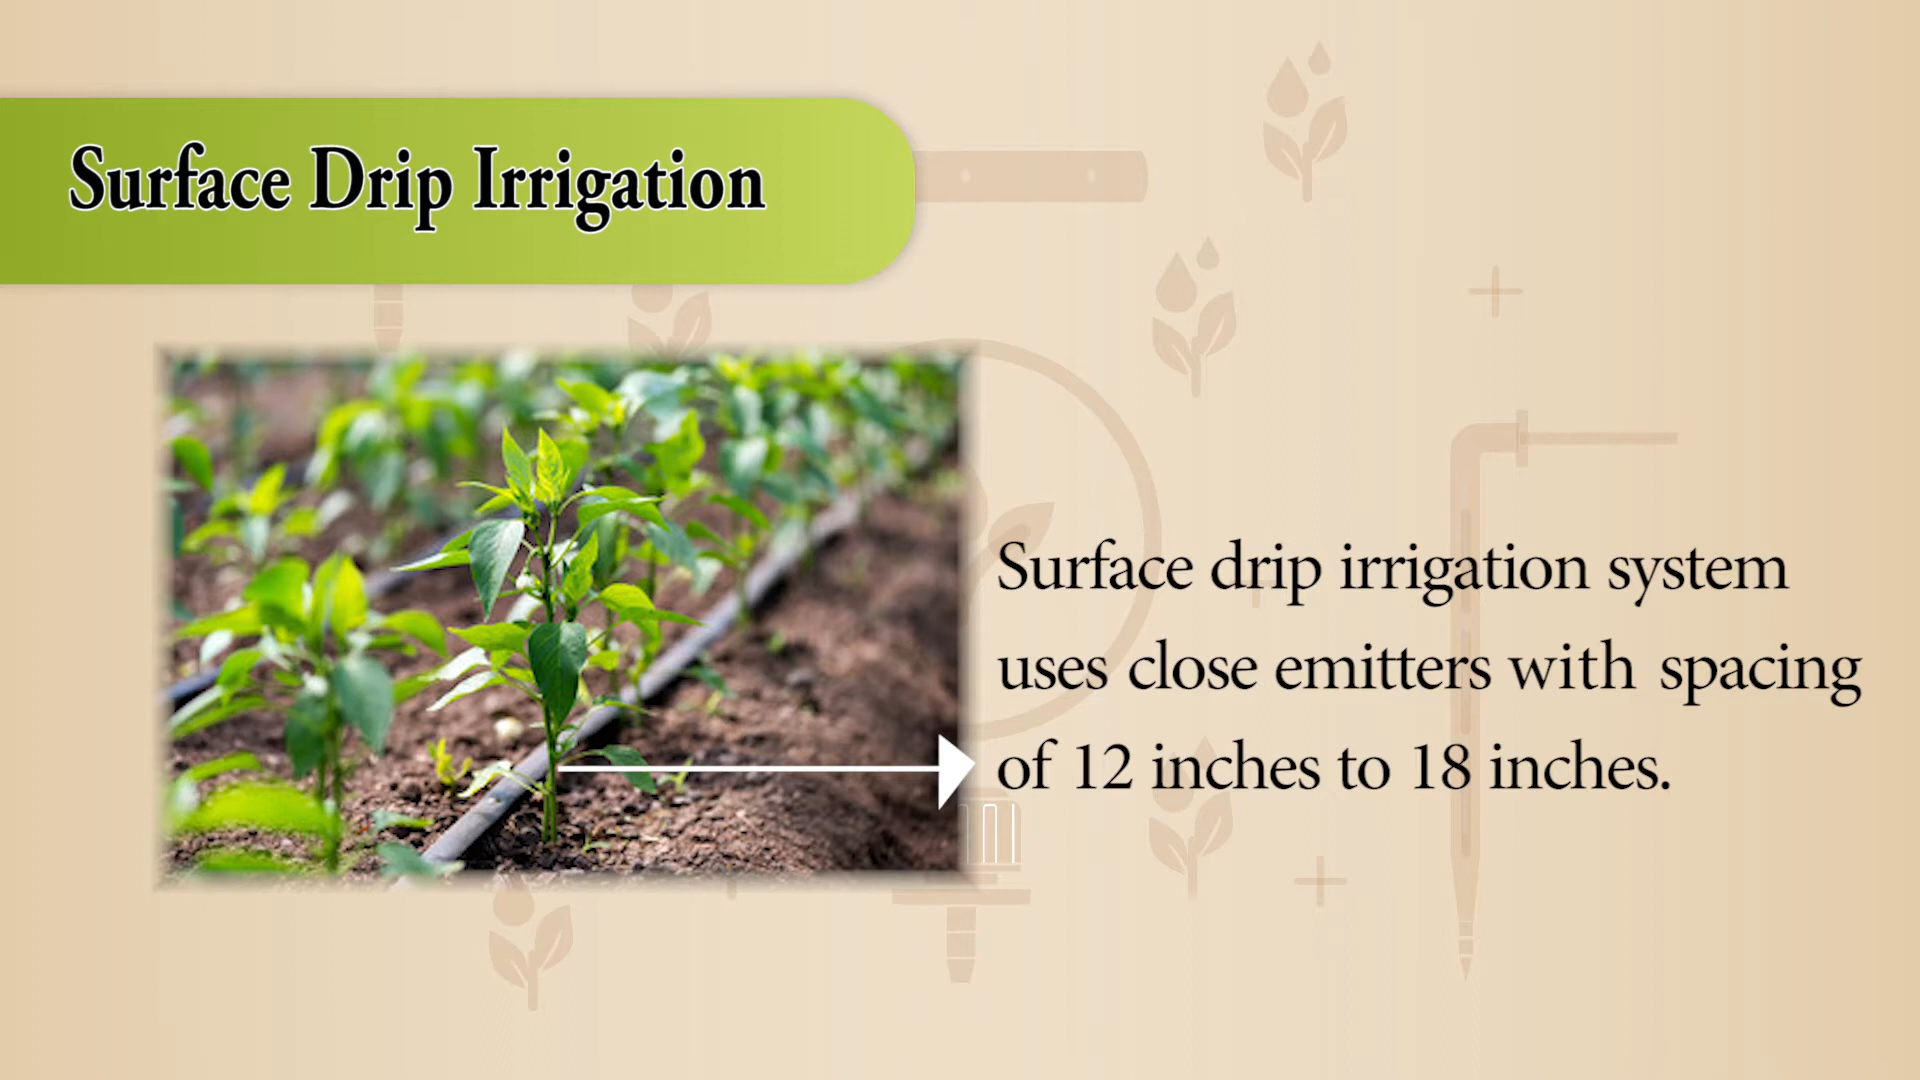 Surface Drip Irrigation
Surface drip irrigation system
uses close emitters with spacing
of 12 inches to 18 inches.